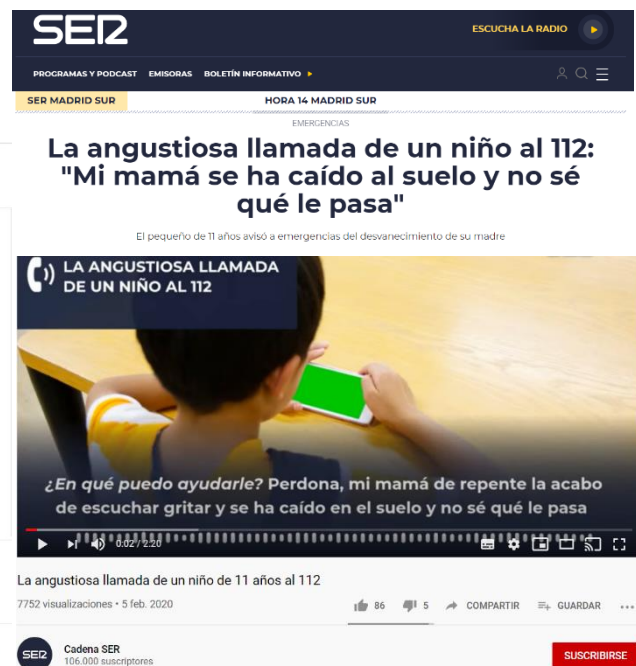 SER
ESCUCHA LA RADIO
PROGRAMAS Y PODCAST EMISORAS BOLETÍN INFORMATIVO
SER MADRID SUR HORA 14 MADRID SUR
EMERGENCIAS
La angustiosa llamada de un niño al 112:
"Mi mamá se ha caído al suelo y no sé
qué le pasa"
El pequeño de 11 años avisó a emergencias del desvanecimiento de su madre
LA ANGUSTIOSA LLAMADA
DE UN NIÑO AL 112
¿En qué puedo ayudarle? Perdona, mi mamá de repente la acabo
de escuchar gritar y se ha caído en el suelo y no sé qué le pasa
0:02 / 2:20
La angustiosa llamada de un niño de 11 años al 112
7752 visualizaciones • 5 feb. 2020
86 5 COMPARTIR GUARDAR
SER
Cadena SER
106.000 suscriptores
SUSCRIBIRSE